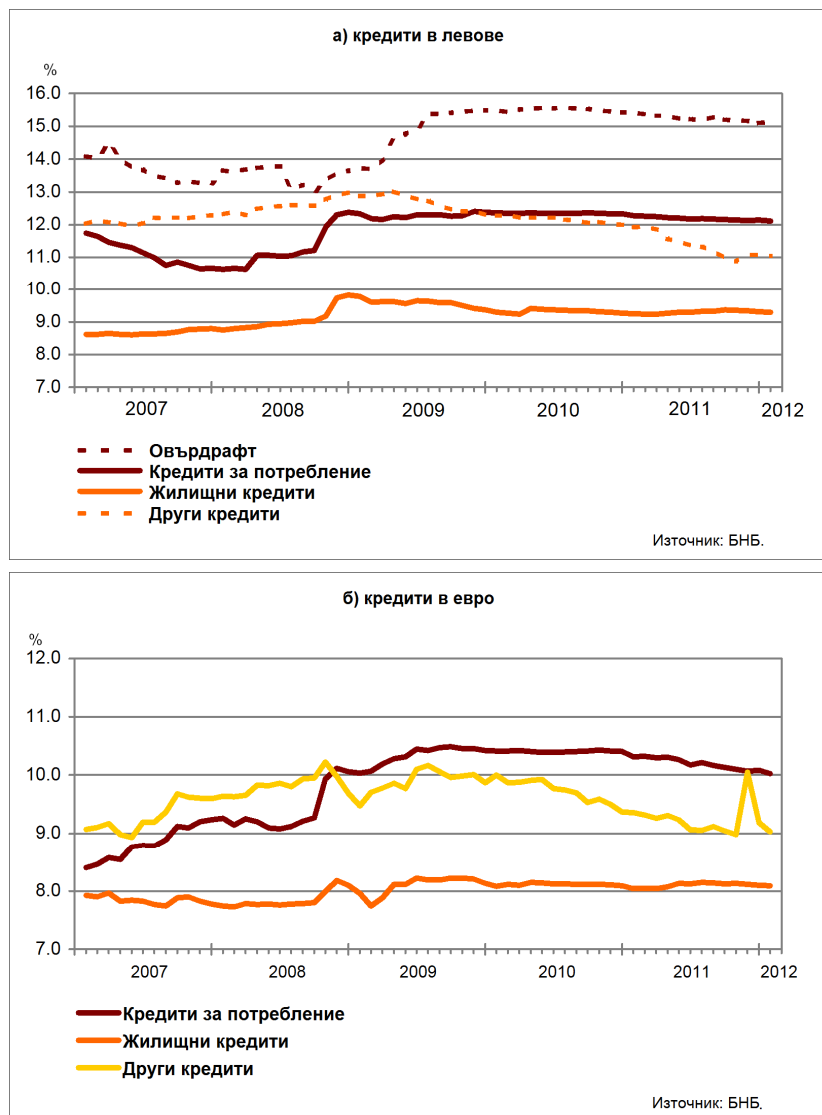 а) кредити в левове
%
16.0
15.0
14.0
13.0
12.0
11.0
10.0
9.0
8.0
7.0
2007 2008 2009 2010 2011 2012
Овърдрафт
Кредити за потребление
Жилищни кредити
Други кредити
Източник: БНБ.
б) кредити в евро
%
12.0
11.0
10.0
9.0
8.0
7.0
2007 2008 2009 2010 2011 2012
Кредити за потребление
Жилищни кредити
Други кредити
Източник: БНБ.